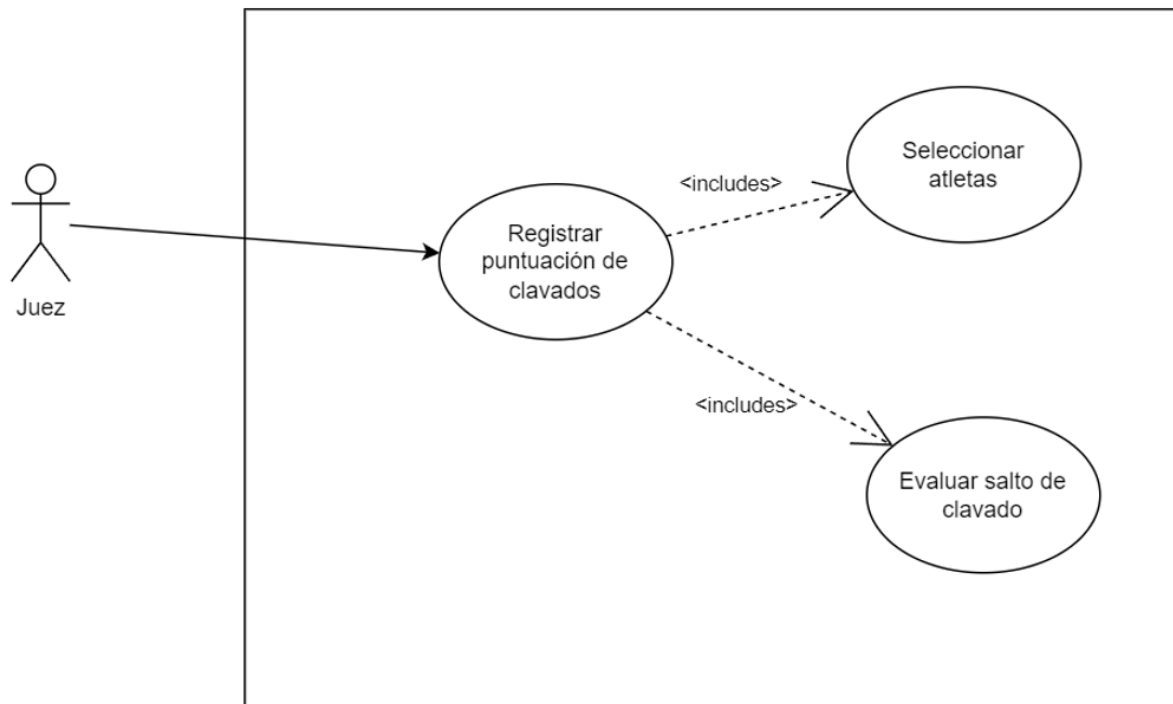 Juez
Registrar
puntuación de
clavados
<includes>
Seleccionar
atletas
<includes>
Evaluar salto de
clavado